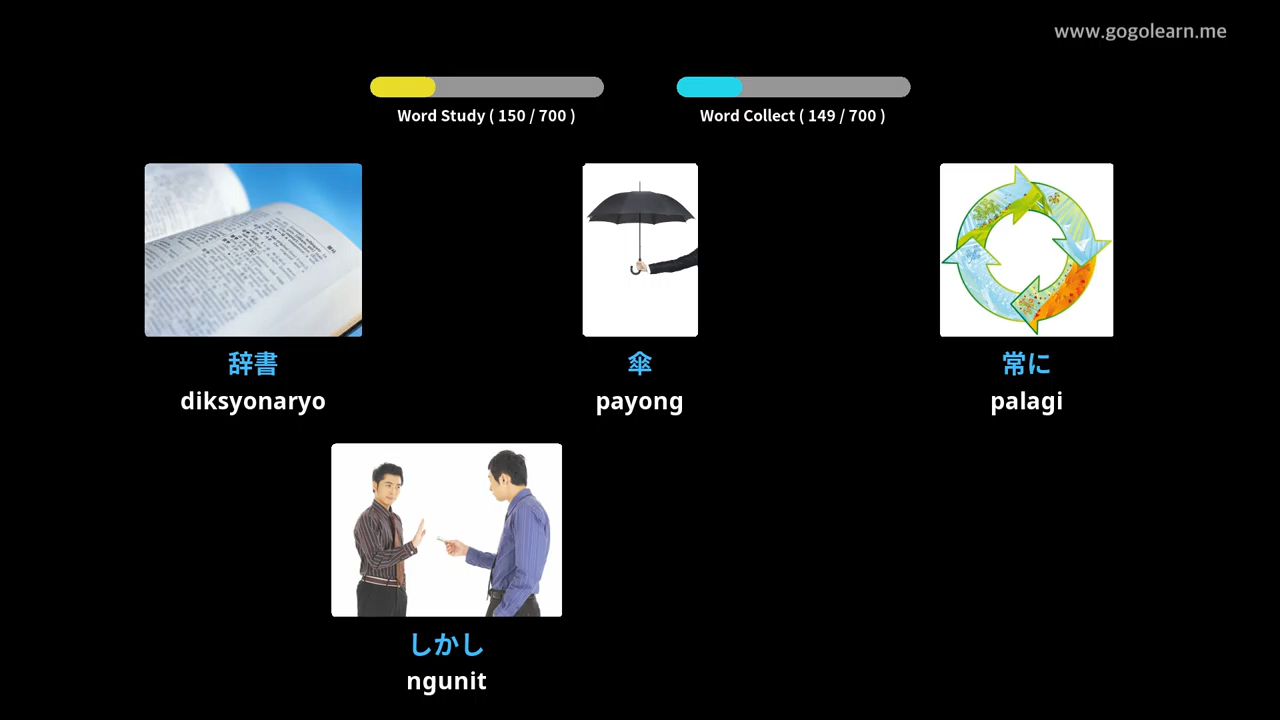 www.gogolearn.me
Word Study ( 150 / 700 )
Word Collect ( 149 / 700 )
辞書
diksyonaryo
傘
payong
常に
palagi
しかし
ngunit